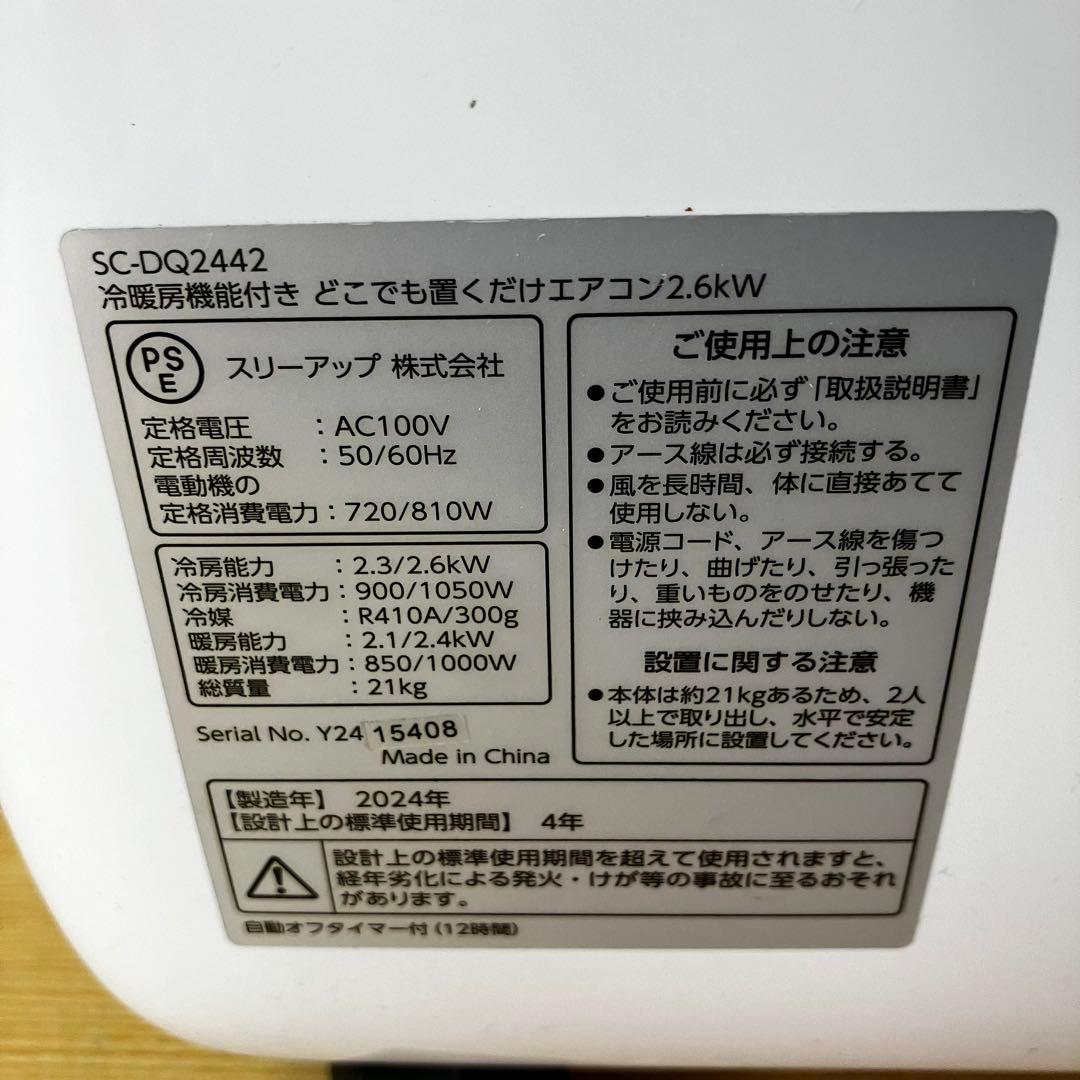 SC-DQ2442
冷暖房機能付き どこでも置くだけエアコン2.6kW
PSE
スリーアップ 株式会社
定格電圧 : AC100V
定格周波数 : 50/60Hz
電動機の
定格消費電力 : 720/810W
冷房能力 : 2.3/2.6kW
冷房消費電力 : 900/1050W
冷媒 : R410A/300g
暖房能力 : 2.1/2.4kW
暖房消費電力 : 850/1000W
総質量 : 21kg
Serial No. Y24 15408
Made in China
ご使用上の注意
●ご使用前に必ず「取扱説明書」
をお読みください。
●アース線は必ず接続する。
●風を長時間、体に直接あてて
使用しない。
●電源コード、アース線を傷つ
けたり、曲げたり、引っ張った
り、重いものをのせたり、機
器に挟み込んだりしない。
設置に関する注意
●本体は約21kgあるため、2人
以上で取り出し、水平で安定
した場所に設置してください。
【製造年】 2024年
【設計上の標準使用期間】 4年
設計上の標準使用期間を超えて使用されますと、
経年劣化による発火・けが等の事故に至るおそれ
があります。
自動オフタイマー付(12時間)